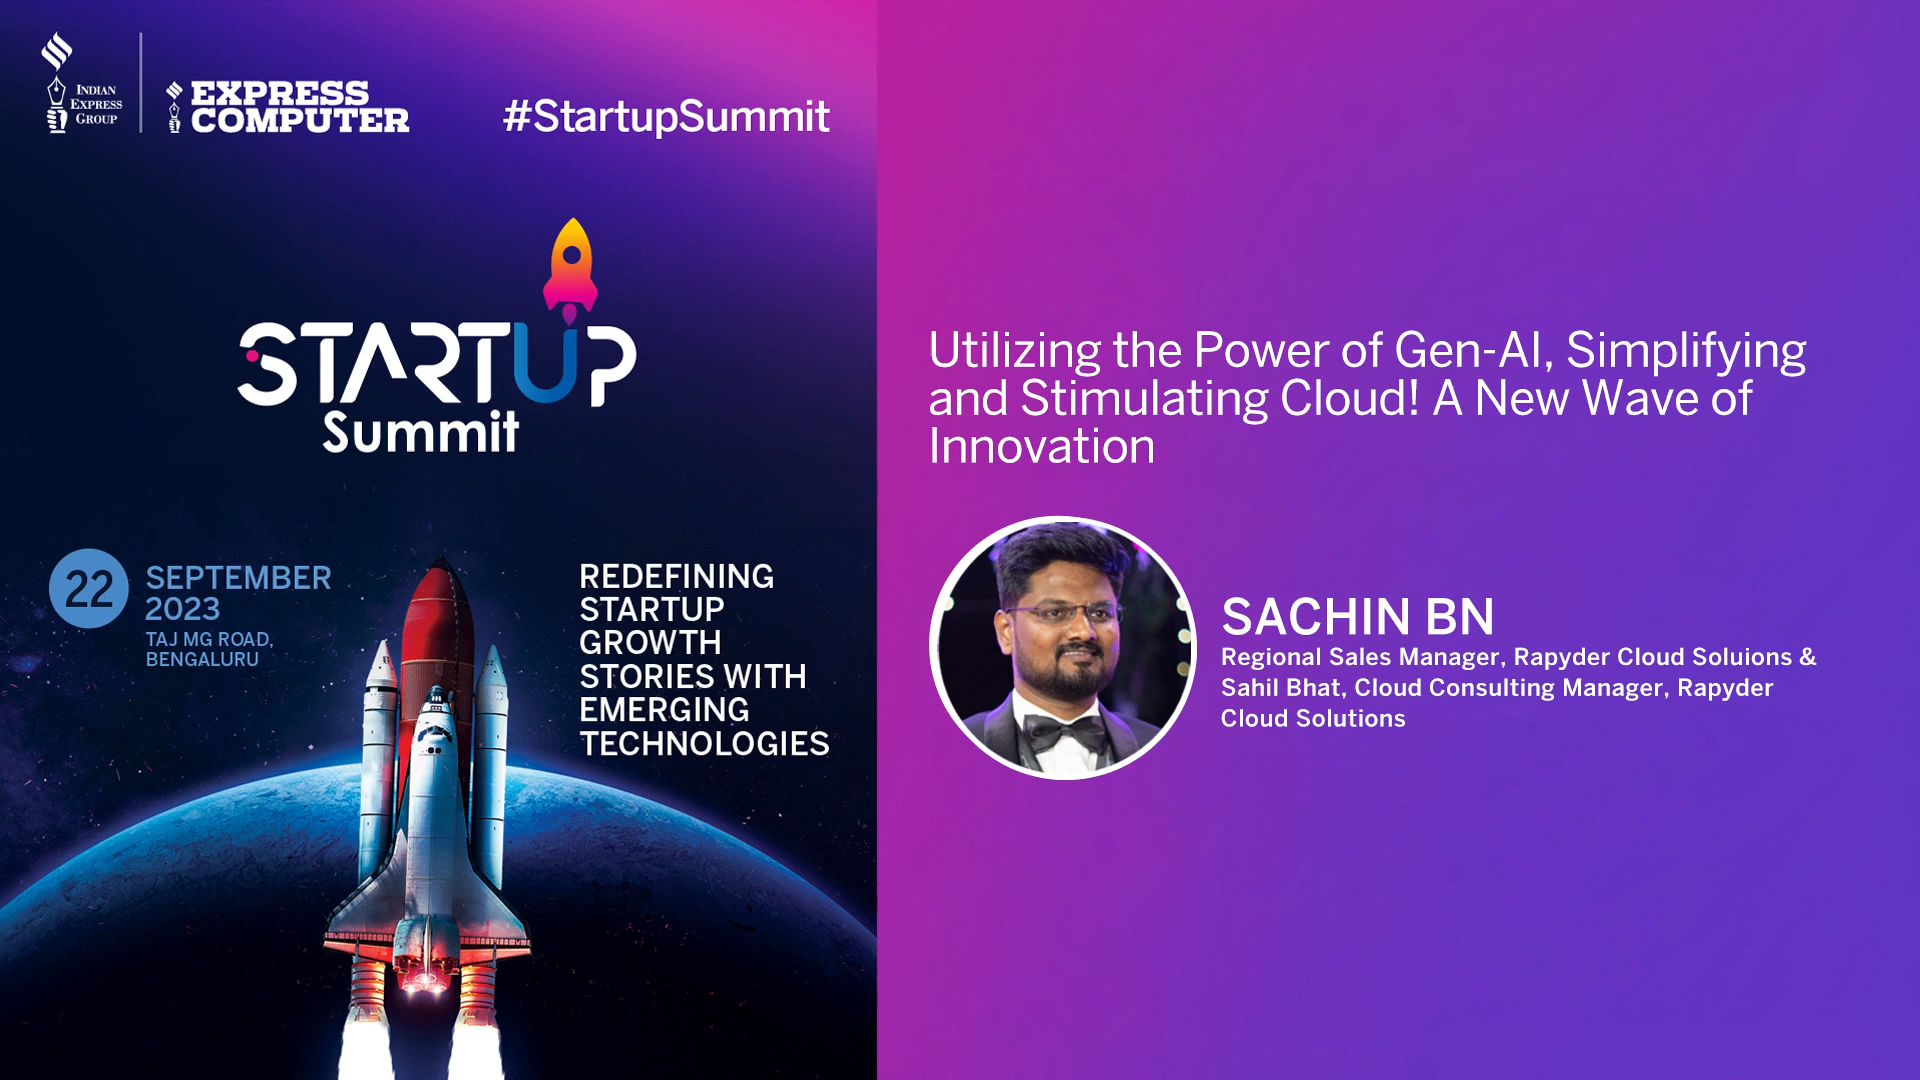 INDIAN
EXPRESS
GROUP
EXPRESS
COMPUTER
#StartupSummit
STARTUP
Summit
22
SEPTEMBER
2023
TAJ MG ROAD,
BENGALURU
REDEFINING
STARTUP
GROWTH
STORIES WITH
EMERGING
TECHNOLOGIES
Utilizing the Power of Gen-AI, Simplifying
and Stimulating Cloud! A New Wave of
Innovation
SACHIN BN
Regional Sales Manager, Rapyder Cloud Soluions &
Sahil Bhat, Cloud Consulting Manager, Rapyder
Cloud Solutions